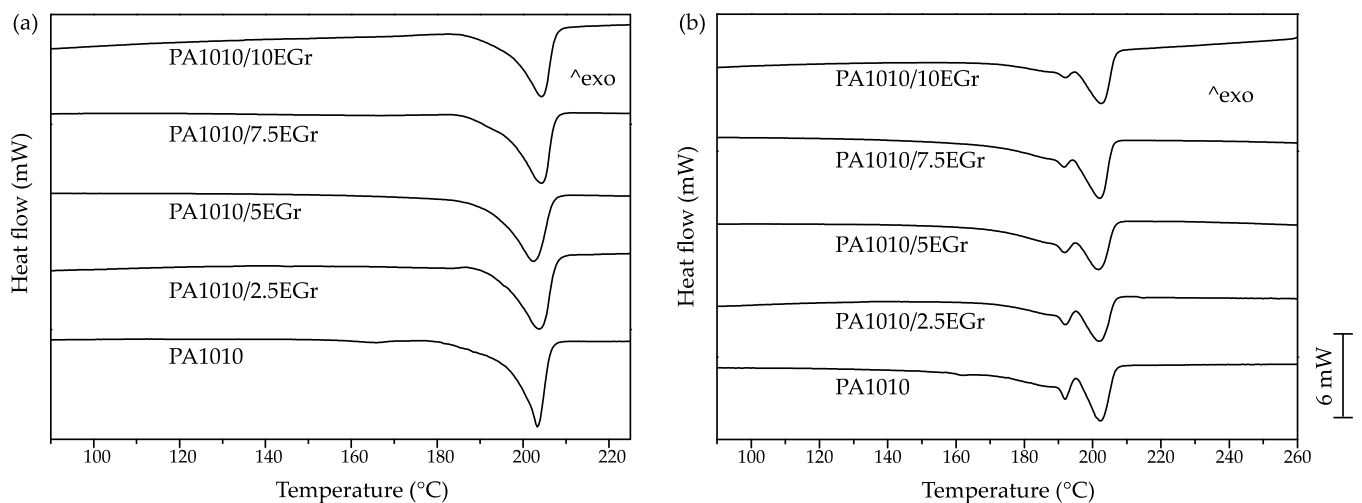 (a)
PA1010/10EGr
^exo
PA1010/7.5EGr
PA1010/5EGr
PA1010/2.5EGr
PA1010
Heat flow (mW)
100 120 140 160 180 200 220
Temperature (°C)
(b)
PA1010/10EGr
^exo
PA1010/7.5EGr
PA1010/5EGr
PA1010/2.5EGr
PA1010
Heat flow (mW)
6 mW
100 120 140 160 180 200 220 240 260
Temperature (°C)